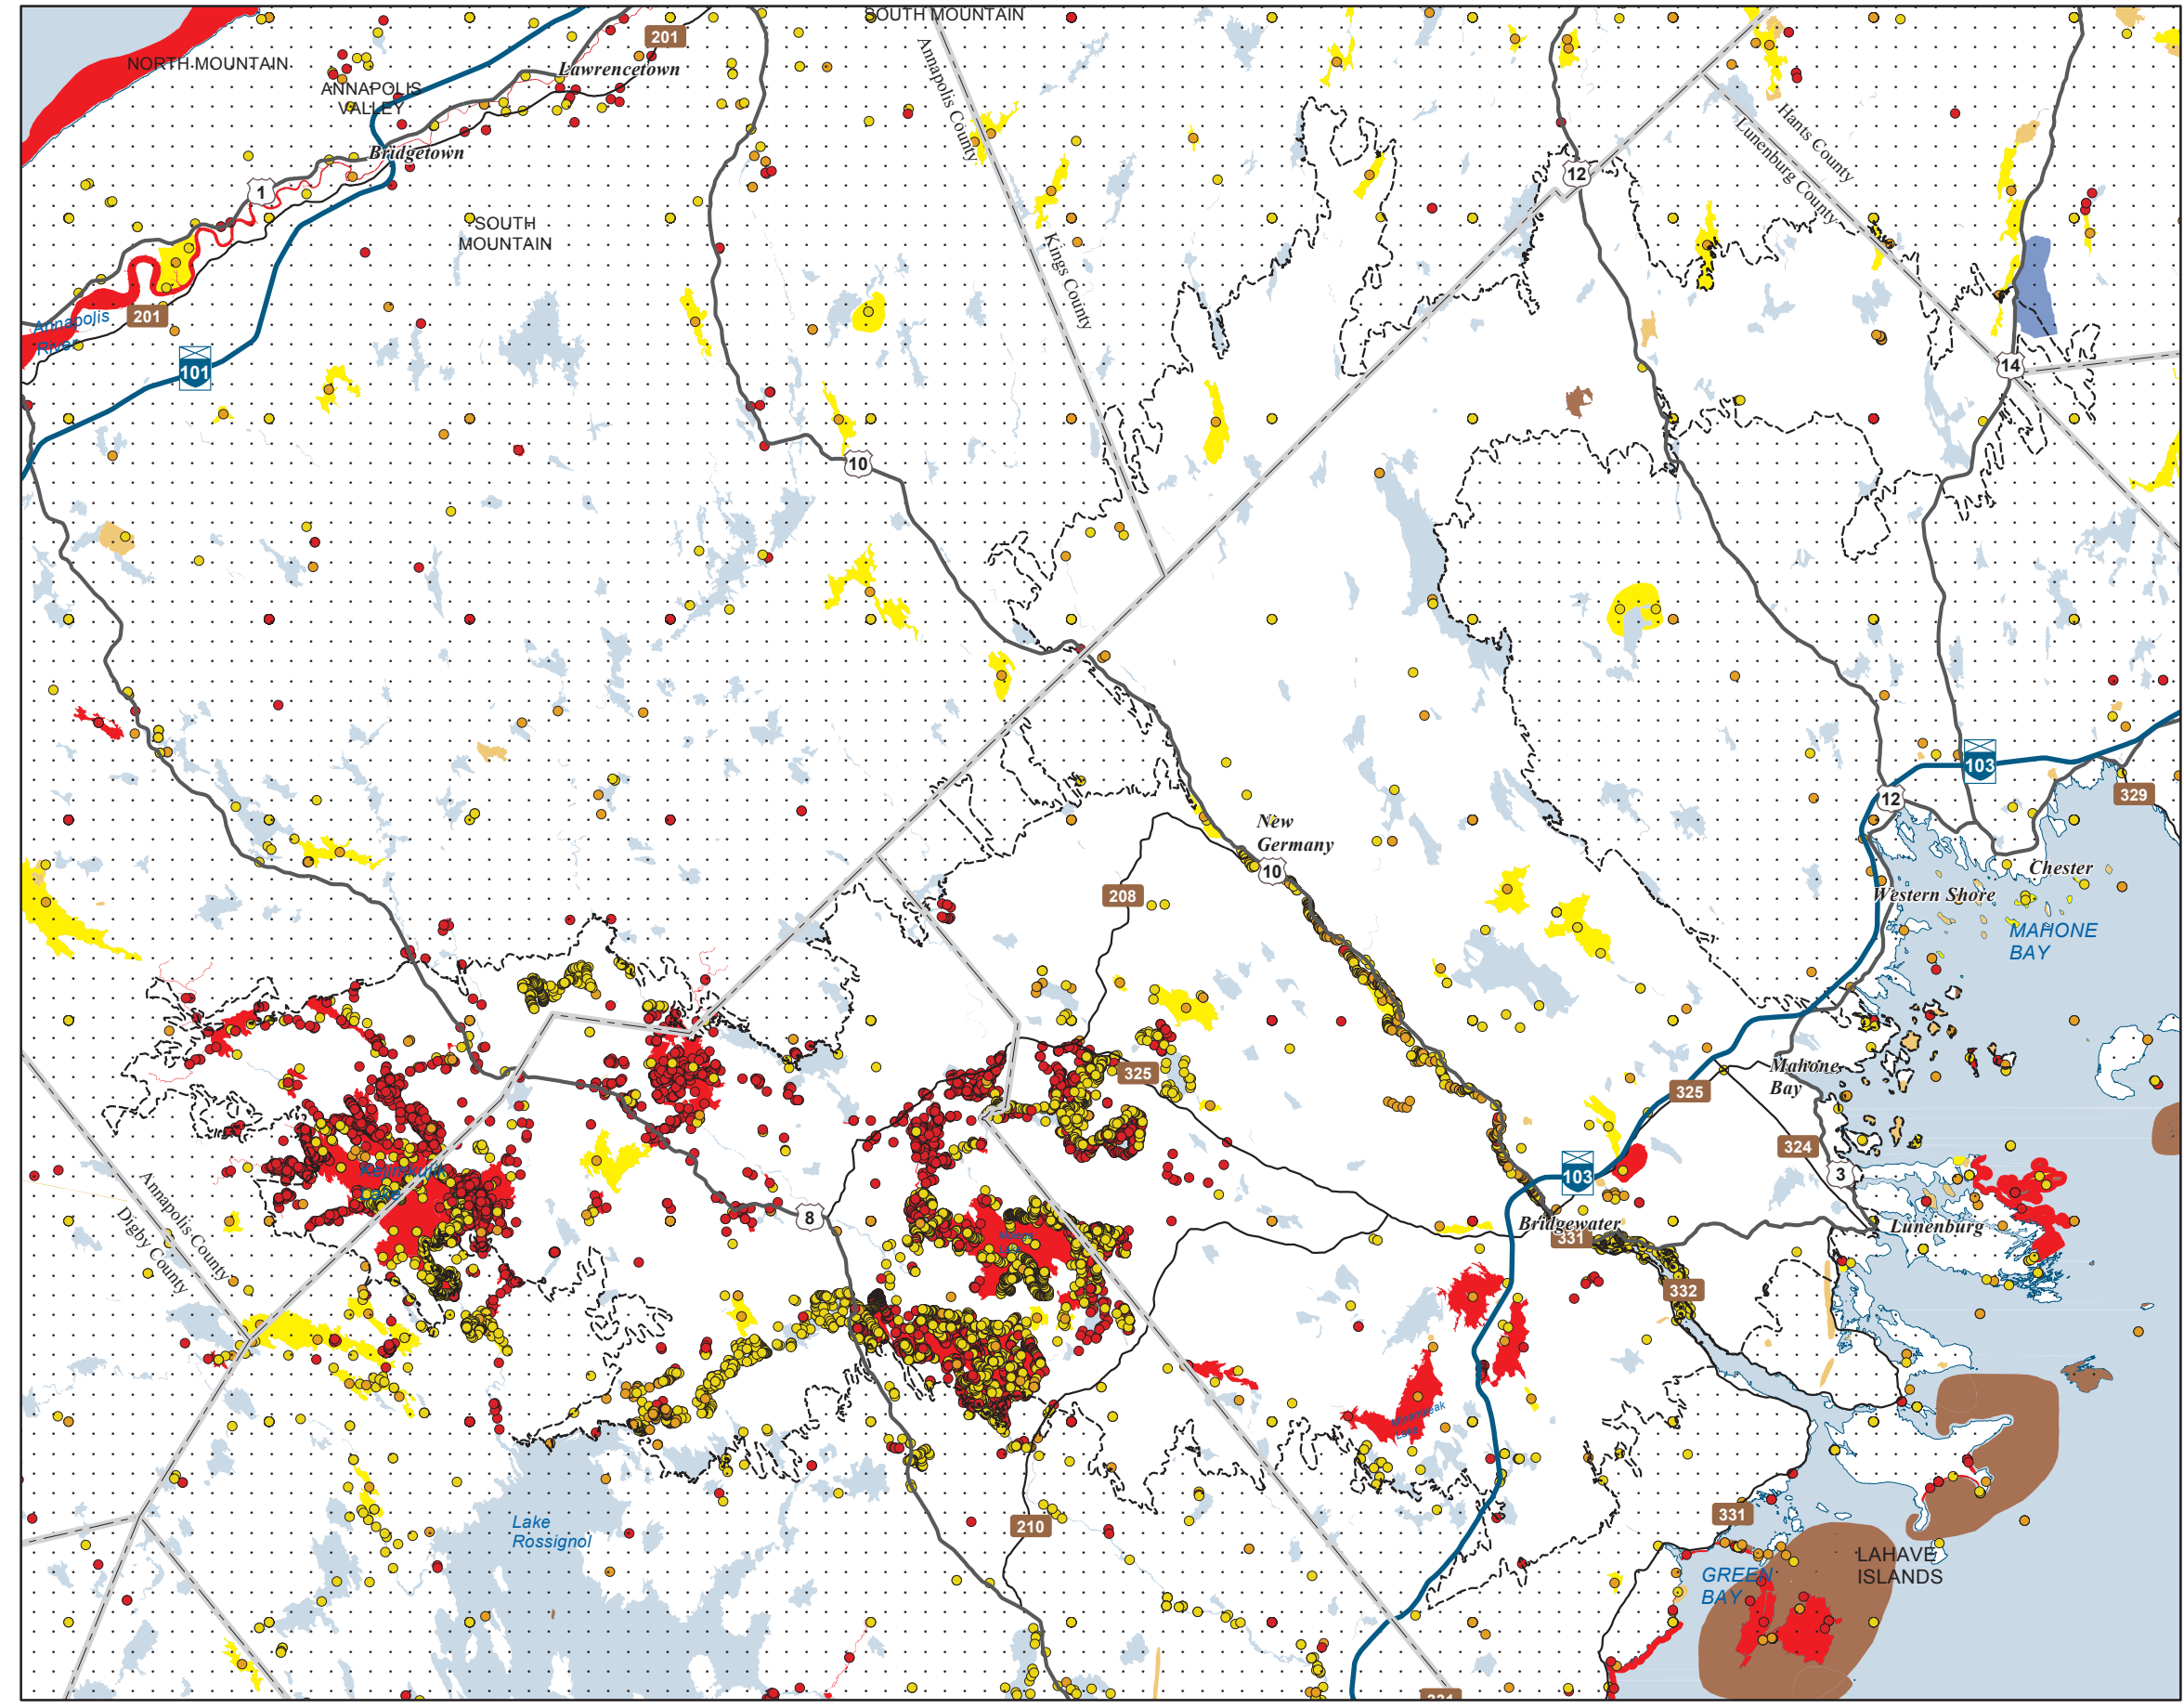 SOUTH MOUNTAIN
201
NORTH MOUNTAIN
Lawrencetown
ANNAPOLIS
VALLEY
Annapolis County
Hants County
Lunenburg County
Bridgetown
12
1
SOUTH
MOUNTAIN
Kings County
Annapolis
River
201
101
14
10
103
12
329
New
Germany
10
Chester
208
Western Shore
MAHONE
BAY
325
Mahone
Bay
325
324
103
3
Kejimkujik
Lake
Annapolis County
Digby County
8
Bridgewater
331
Lunenburg
332
Lake
Rossignol
210
331
LAHAVE
ISLANDS
GREEN
BAY